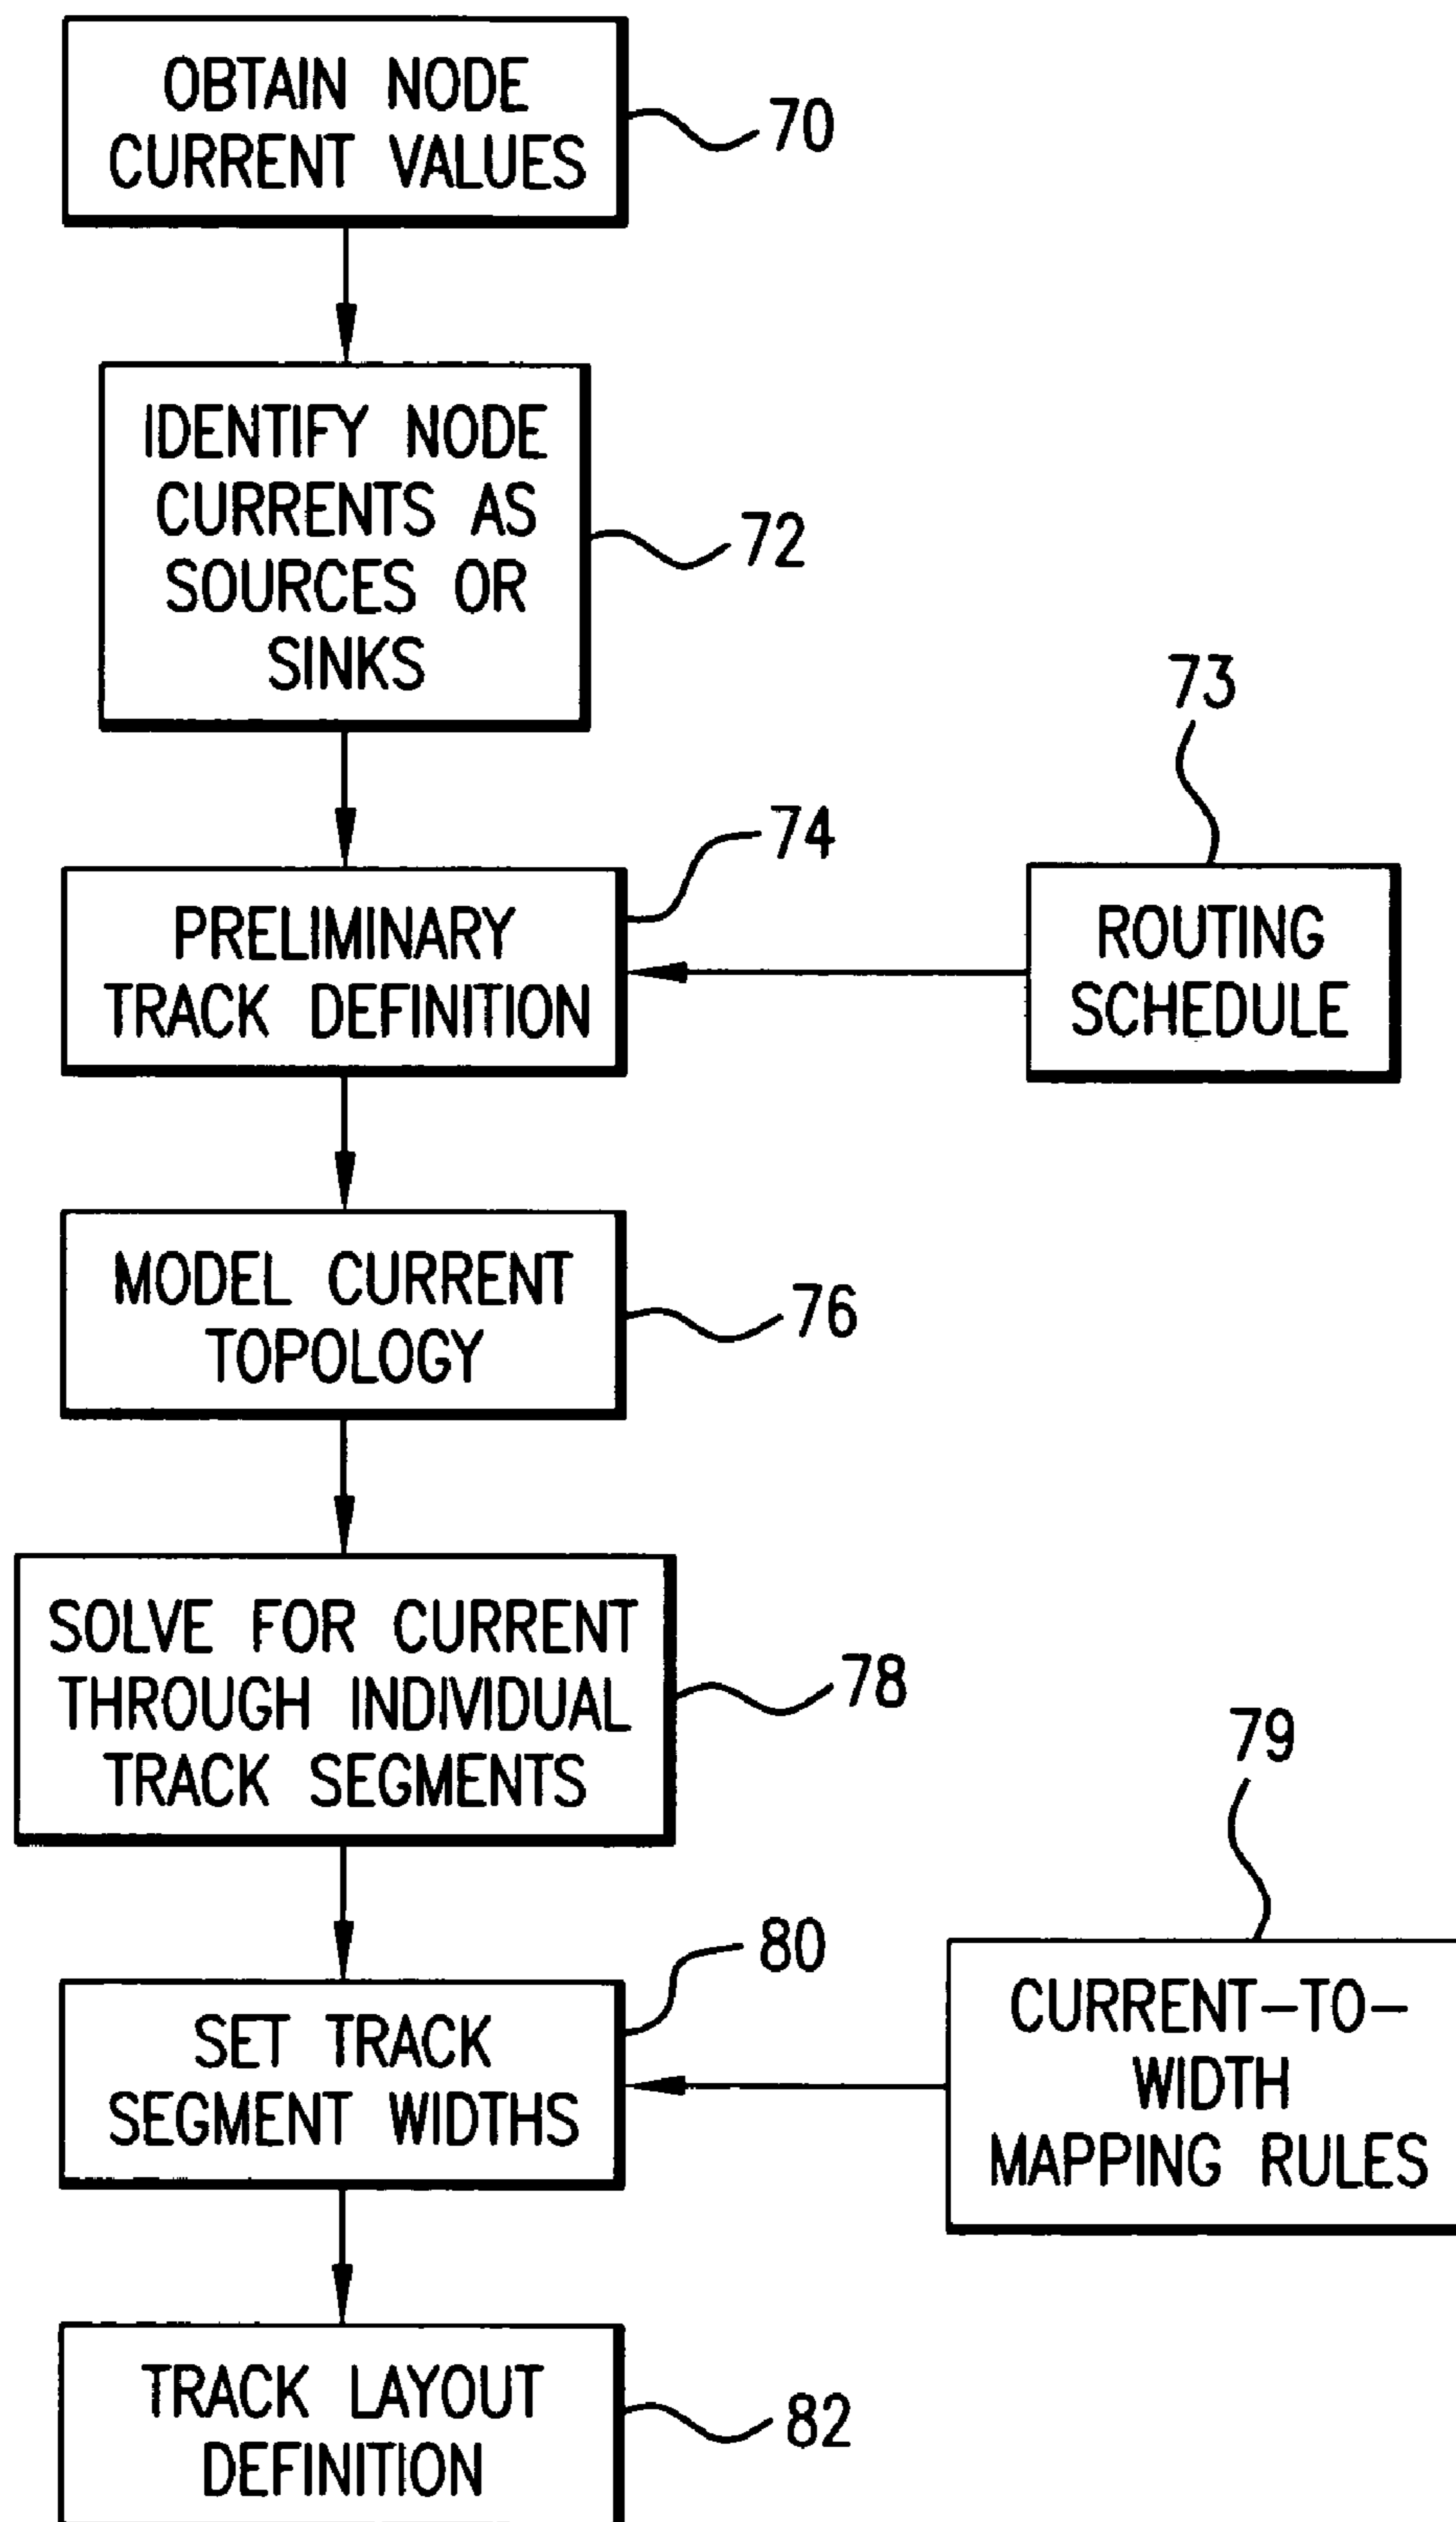 OBTAIN NODE
CURRENT VALUES
70
IDENTIFY NODE
CURRENTS AS
SOURCES OR
SINKS
72
73
74
PRELIMINARY
TRACK DEFINITION
ROUTING
SCHEDULE
MODEL CURRENT
TOPOLOGY
76
SOLVE FOR CURRENT
THROUGH INDIVIDUAL
TRACK SEGMENTS
78
79
80
SET TRACK
SEGMENT WIDTHS
CURRENT-TO-
WIDTH
MAPPING RULES
TRACK LAYOUT
DEFINITION
82